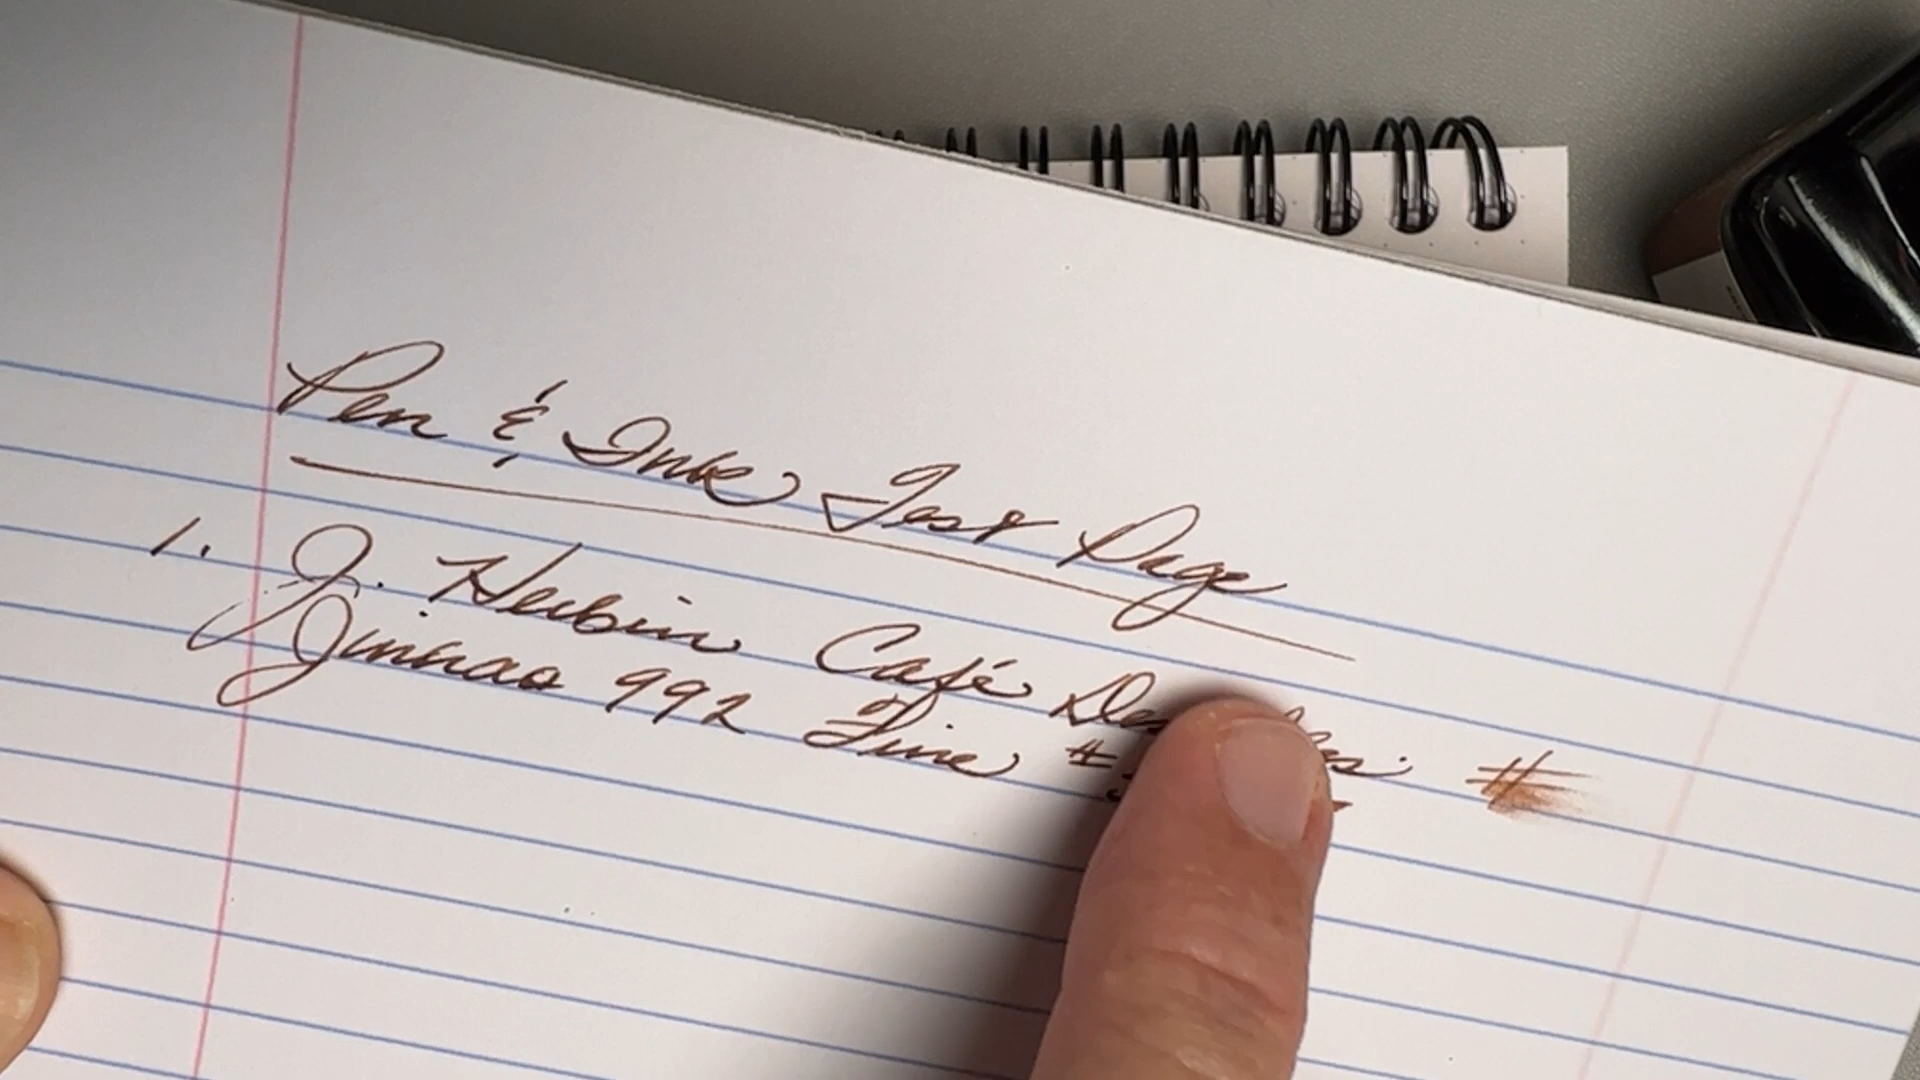 Pen & Ink Test Page
1. J. Herbin Café #
Jinhao 992 Fine #